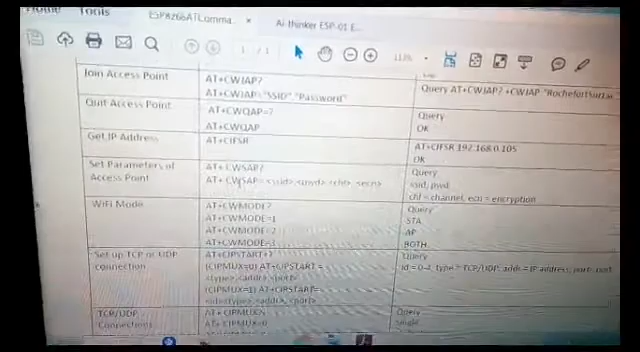 Home Tools
ESP8266ATComma... × Ai-thinker ESP-01 E...
1 / 1
Join Access Point
AT+CWJAP?
AT+CWJAP="SSID","Password"
Query AT+CWJAP? +CWJAP
Quit Access Point
AT+CWQAP=?
AT+CWQAP
Query
OK
Get IP Address
AT+CIFSR
AT+CIFSR 192.168.0.105
OK
Set Parameters of
Access Point
AT+ CWSAP?
AT+ CWSAP= <ssid>,<pwd>,<chl>, <ecn>
Query
ssid, pwd
chl = channel, ecn = encryption
WiFi Mode
AT+CWMODE?
AT+CWMODE=1
AT+CWMODE=2
AT+CWMODE=3
Query
STA
AP
BOTH
Set up TCP or UDP
connection
AT+CIPSTART=?
(CIPMUX=0) AT+CIPSTART =
<type>,<addr>,<port>
(CIPMUX=1) AT+CIPSTART=
<id><type>,<addr>, <port>
Query
id = 0-4, type = TCP/UDP, addr = IP address, port= port
TCP/UDP
Connections
AT+ CIPMUX?
AT+ CIPMUX=0
Query
Single